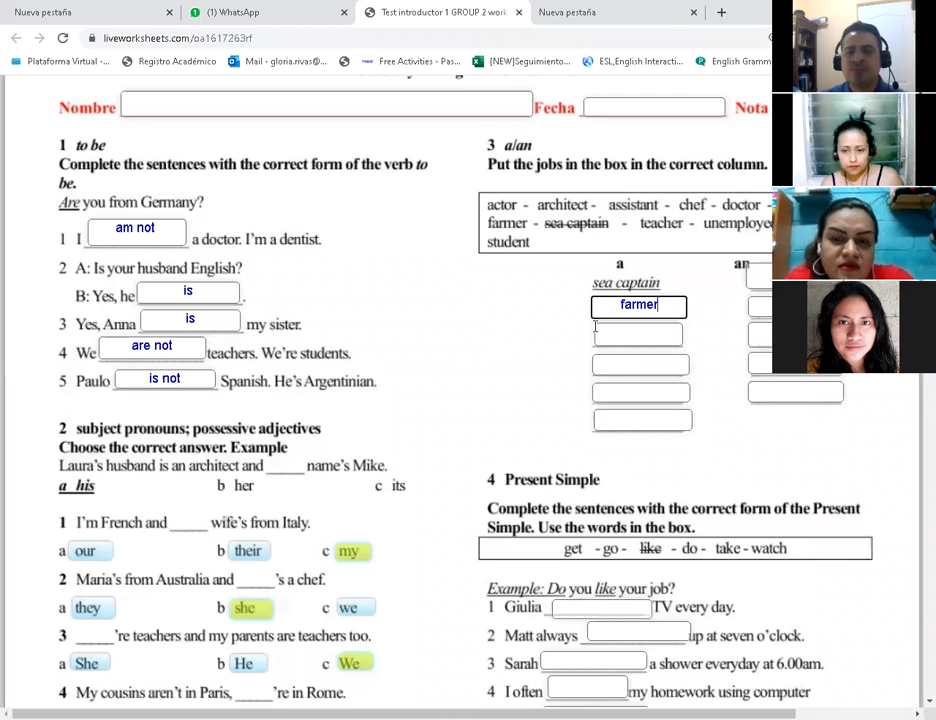 Nueva pestaña
(1) WhatsApp
Test introductor 1 GROUP 2 work
Nueva pestaña
liveworksheets.com/oa1617263rf
Plataforma Virtual -...
Registro Académico
Mail - gloria.rivas@...
Free Activities - Pas...
[NEW]Seguimiento...
ESL,English Interacti...
English Gramm
Nombre
Fecha
Nota
1 to be
Complete the sentences with the correct form of the verb to
be.
Are you from Germany?
1 I am not a doctor. I'm a dentist.
2 A: Is your husband English?
B: Yes, he is.
3 Yes, Anna is my sister.
4 We are not teachers. We're students.
5 Paulo is not Spanish. He's Argentinian.
2 subject pronouns; possessive adjectives
Choose the correct answer. Example
Laura's husband is an architect and _____ name's Mike.
a his b her c its
1 I'm French and _____ wife's from Italy.
a our b their c my
2 Maria's from Australia and _____'s a chef.
a they b she c we
3 _____'re teachers and my parents are teachers too.
a She b He c We
4 My cousins aren't in Paris, _____'re in Rome.
3 a/an
Put the jobs in the box in the correct column.
actor - architect - assistant - chef - doctor -
farmer - sea captain - teacher - unemploye
student
a an
sea captain
farmer
4 Present Simple
Complete the sentences with the correct form of the Present
Simple. Use the words in the box.
get - go - like - do - take - watch
Example: Do you like your job?
1 Giulia TV every day.
2 Matt always up at seven o'clock.
3 Sarah a shower everyday at 6.00am.
4 I often my homework using computer